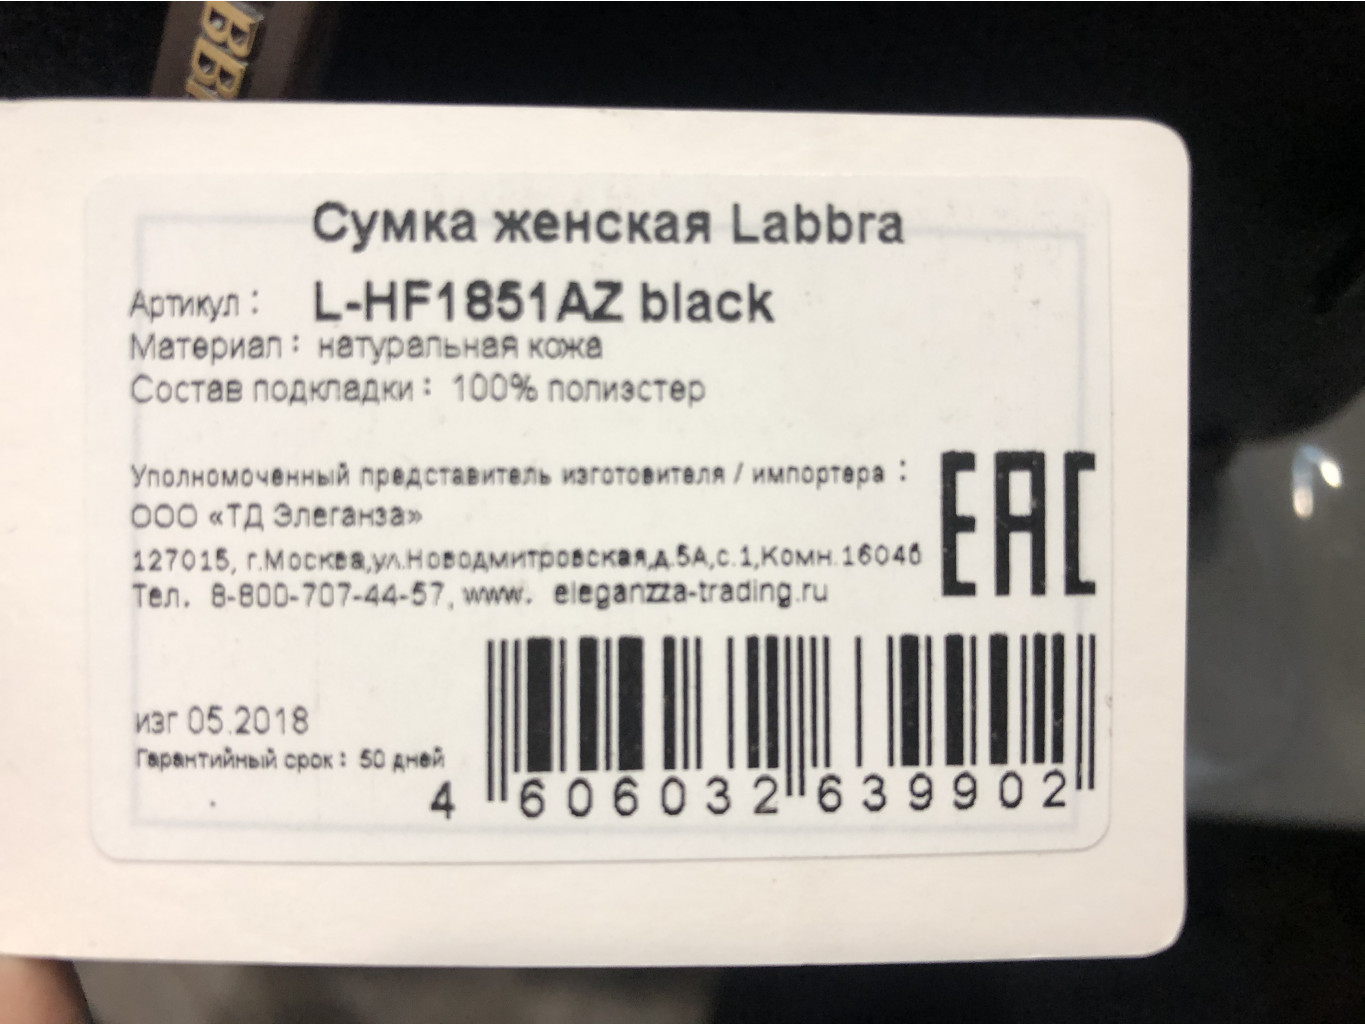 BB
Сумка женская Labbra
Артикул : L-HF1851AZ black
Материал : натуральная кожа
Состав подкладки : 100% полиэстер
Уполномоченный представитель изготовителя / импортера :
ООО «ТД Элеганза»
127015, г.Москва,ул.Новодмитровская,д.5А,с.1,Комн.1604б
Тел. 8-800-707-44-57, www. eleganzza-trading.ru
EAC
изг 05.2018
Гарантийный срок : 50 дней
4 606032 639902